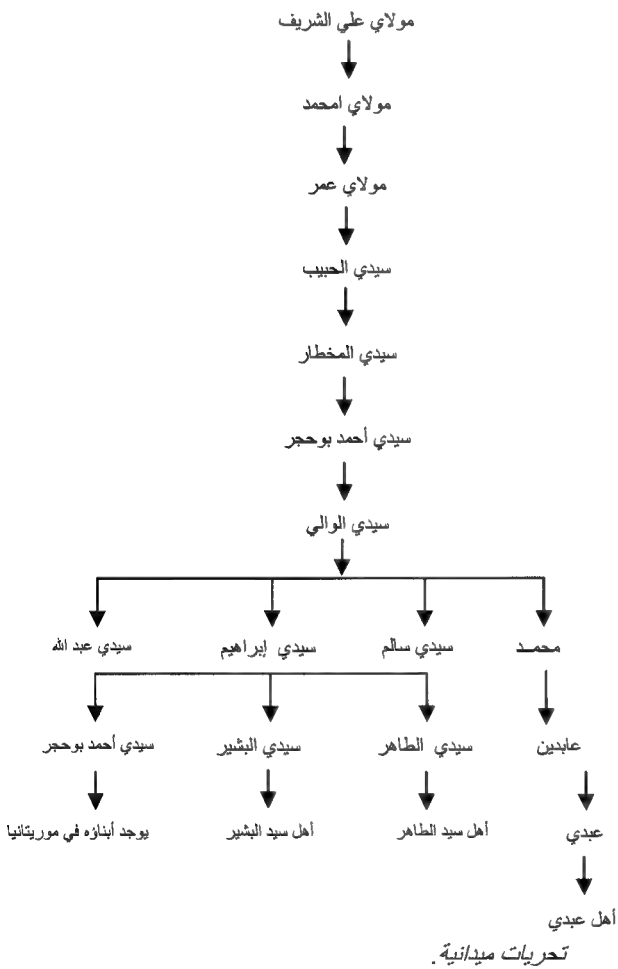 مولاي علي الشريف
مولاي امحمد
مولاي عمر
سيدي الحبيب
سيدي المخطار
سيدي أحمد بوحجر
سيدي الوالي
محمــد سيدي سالم سيدي إبراهيم سيدي عبد الله
عابدين سيدي الطاهر سيدي البشير سيدي أحمد بوحجر
عبدي أهل سيد الطاهر أهل سيد البشير يوجد أبناؤه في موريتانيا
أهل عبدي
تحريات ميدانية.